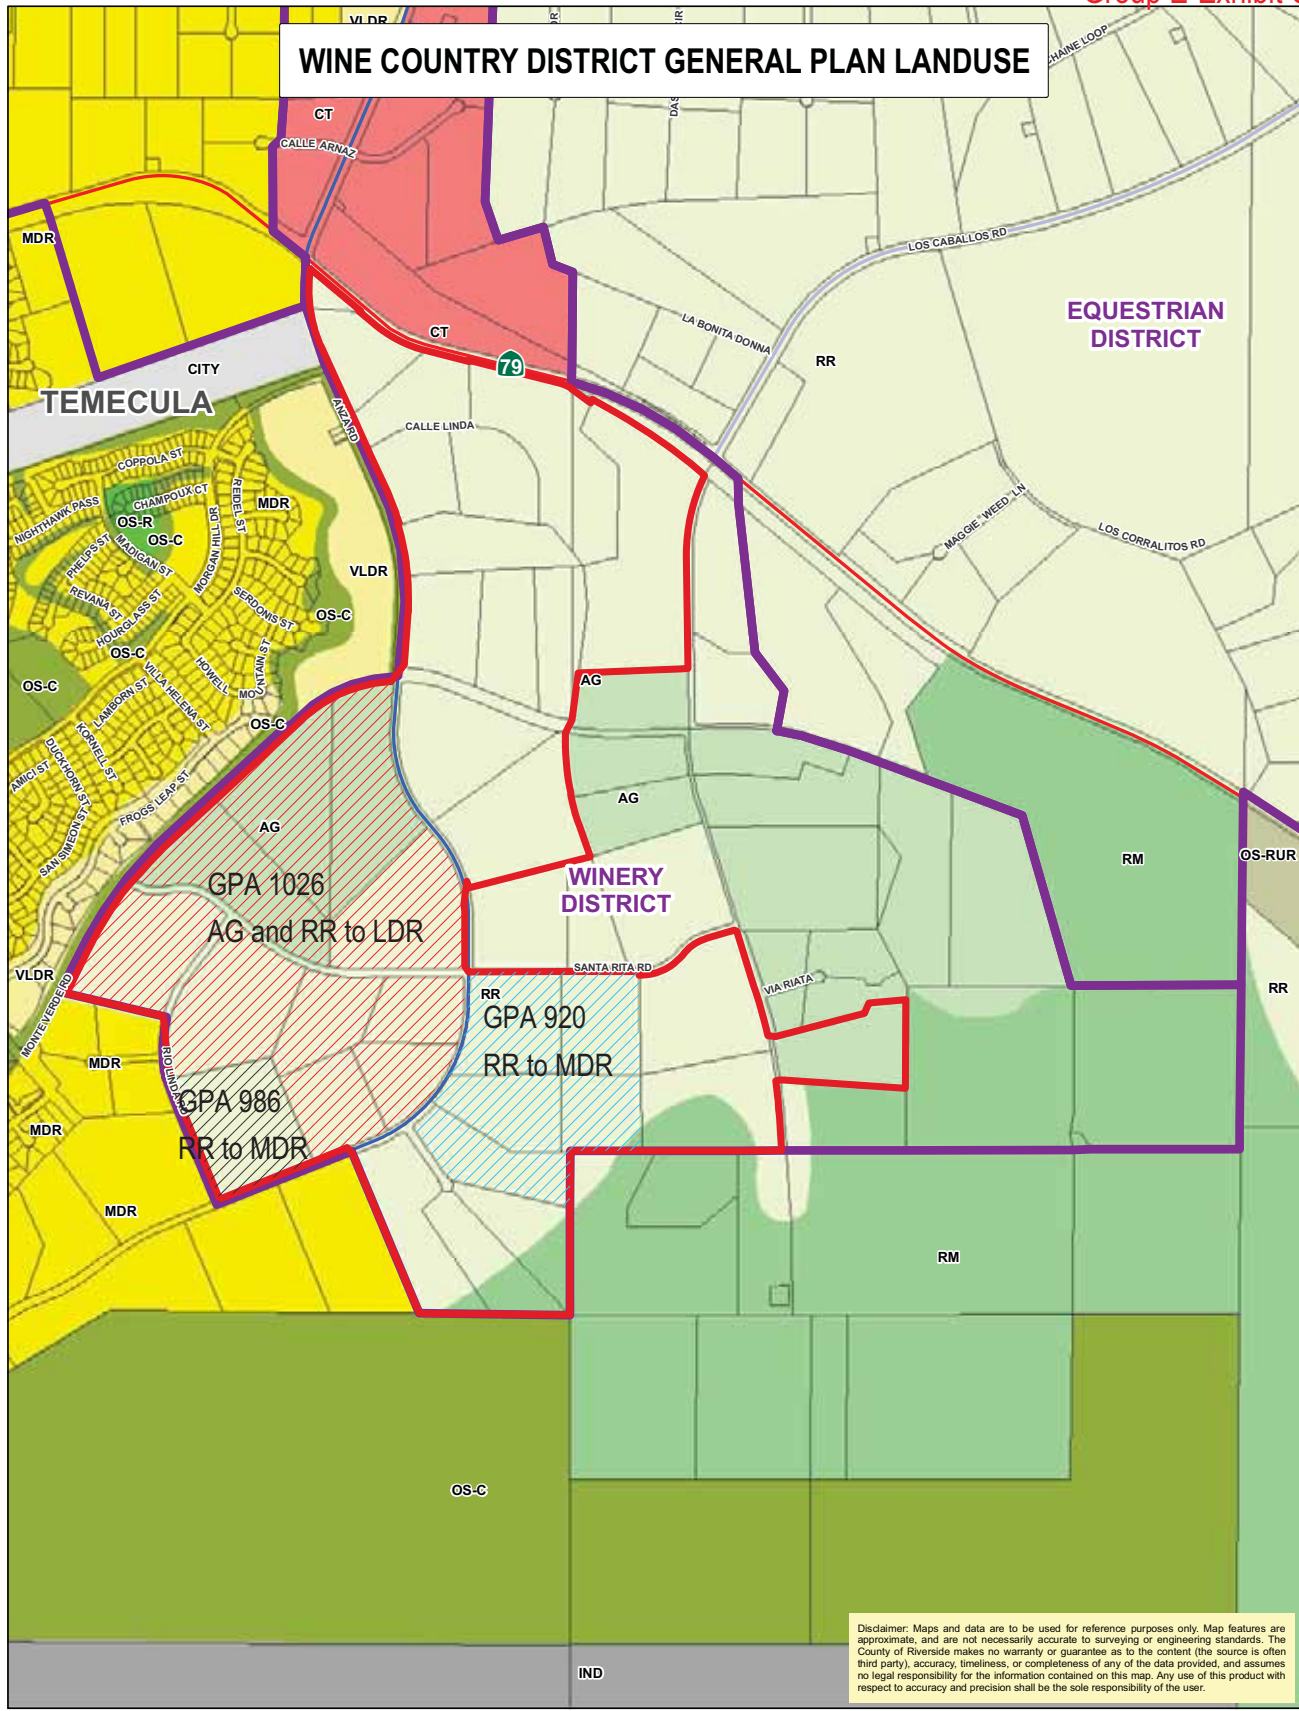 VLDR
WINE COUNTRY DISTRICT GENERAL PLAN LANDUSE
CHAINE LOOP
CT
CALLE ARNAZ
MDR
LOS CABALLOS RD
EQUESTRIAN
DISTRICT
LA BONITA DONNA
CT
79
RR
CITY
TEMECULA
ANZA RD
CALLE LINDA
COPPOLA ST
NIGHTHAWK PASS
CHAMPOUX CT
REIDEL ST
MDR
OS-R
OS-C
MAGGIE WEED LN
LOS CORRALITOS RD
PHELPS ST
MADIGAN ST
MORGAN HILL DR
VLDR
REVANA ST
HOURGLASS ST
SERDONIS ST
OS-C
OS-C
HOWELL MOUNTAIN ST
VILLA HELENA ST
OS-C
LAMBORN ST
AG
OS-C
KORNELL ST
AMICI ST
DUCKHORN ST
SAN SIMEON ST
FROGS LEAP ST
AG
AG
RM
OS-RUR
GPA 1026
AG and RR to LDR
WINERY
DISTRICT
SANTA RITA RD
VLDR
VIA RIATA
RR
RR
MONTE VERDE RD
GPA 920
RR to MDR
MDR
RIO LINDA RD
GPA 986
RR to MDR
MDR
MDR
RM
OS-C
IND
Disclaimer: Maps and data are to be used for reference purposes only. Map features are
approximate, and are not necessarily accurate to surveying or engineering standards. The
County of Riverside makes no warranty or guarantee as to the content (the source is often
third party), accuracy, timeliness, or completeness of any of the data provided, and assumes
no legal responsibility for the information contained on this map. Any use of this product with
respect to accuracy and precision shall be the sole responsibility of the user.